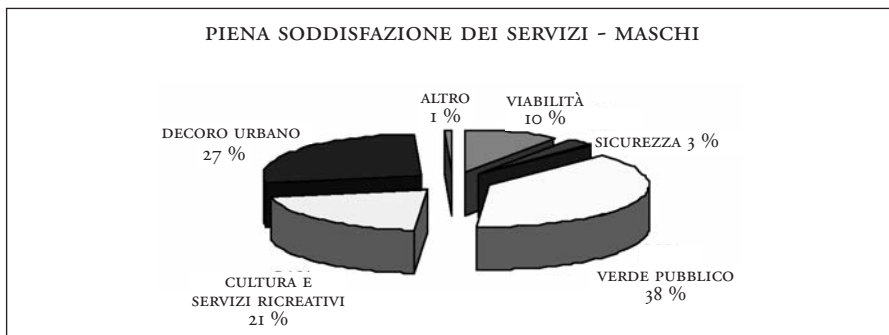 PIENA SODDISFAZIONE DEI SERVIZI - MASCHI
ALTRO
1 %
VIABILITÀ
10 %
SICUREZZA 3 %
DECORO URBANO
27 %
VERDE PUBBLICO
38 %
CULTURA E
SERVIZI RICREATIVI
21 %